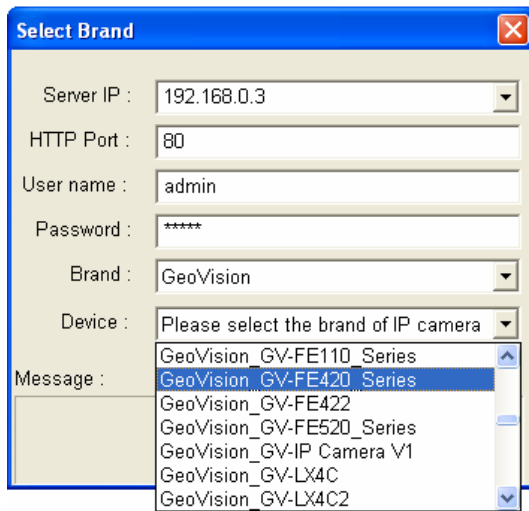 Select Brand
Server IP : 192.168.0.3
HTTP Port : 80
User name : admin
Password : *****
Brand : GeoVision
Device : Please select the brand of IP camera
GeoVision_GV-FE110_Series
Message : GeoVision_GV-FE420_Series
GeoVision_GV-FE422
GeoVision_GV-FE520_Series
GeoVision_GV-IP Camera V1
GeoVision_GV-LX4C
GeoVision_GV-LX4C2